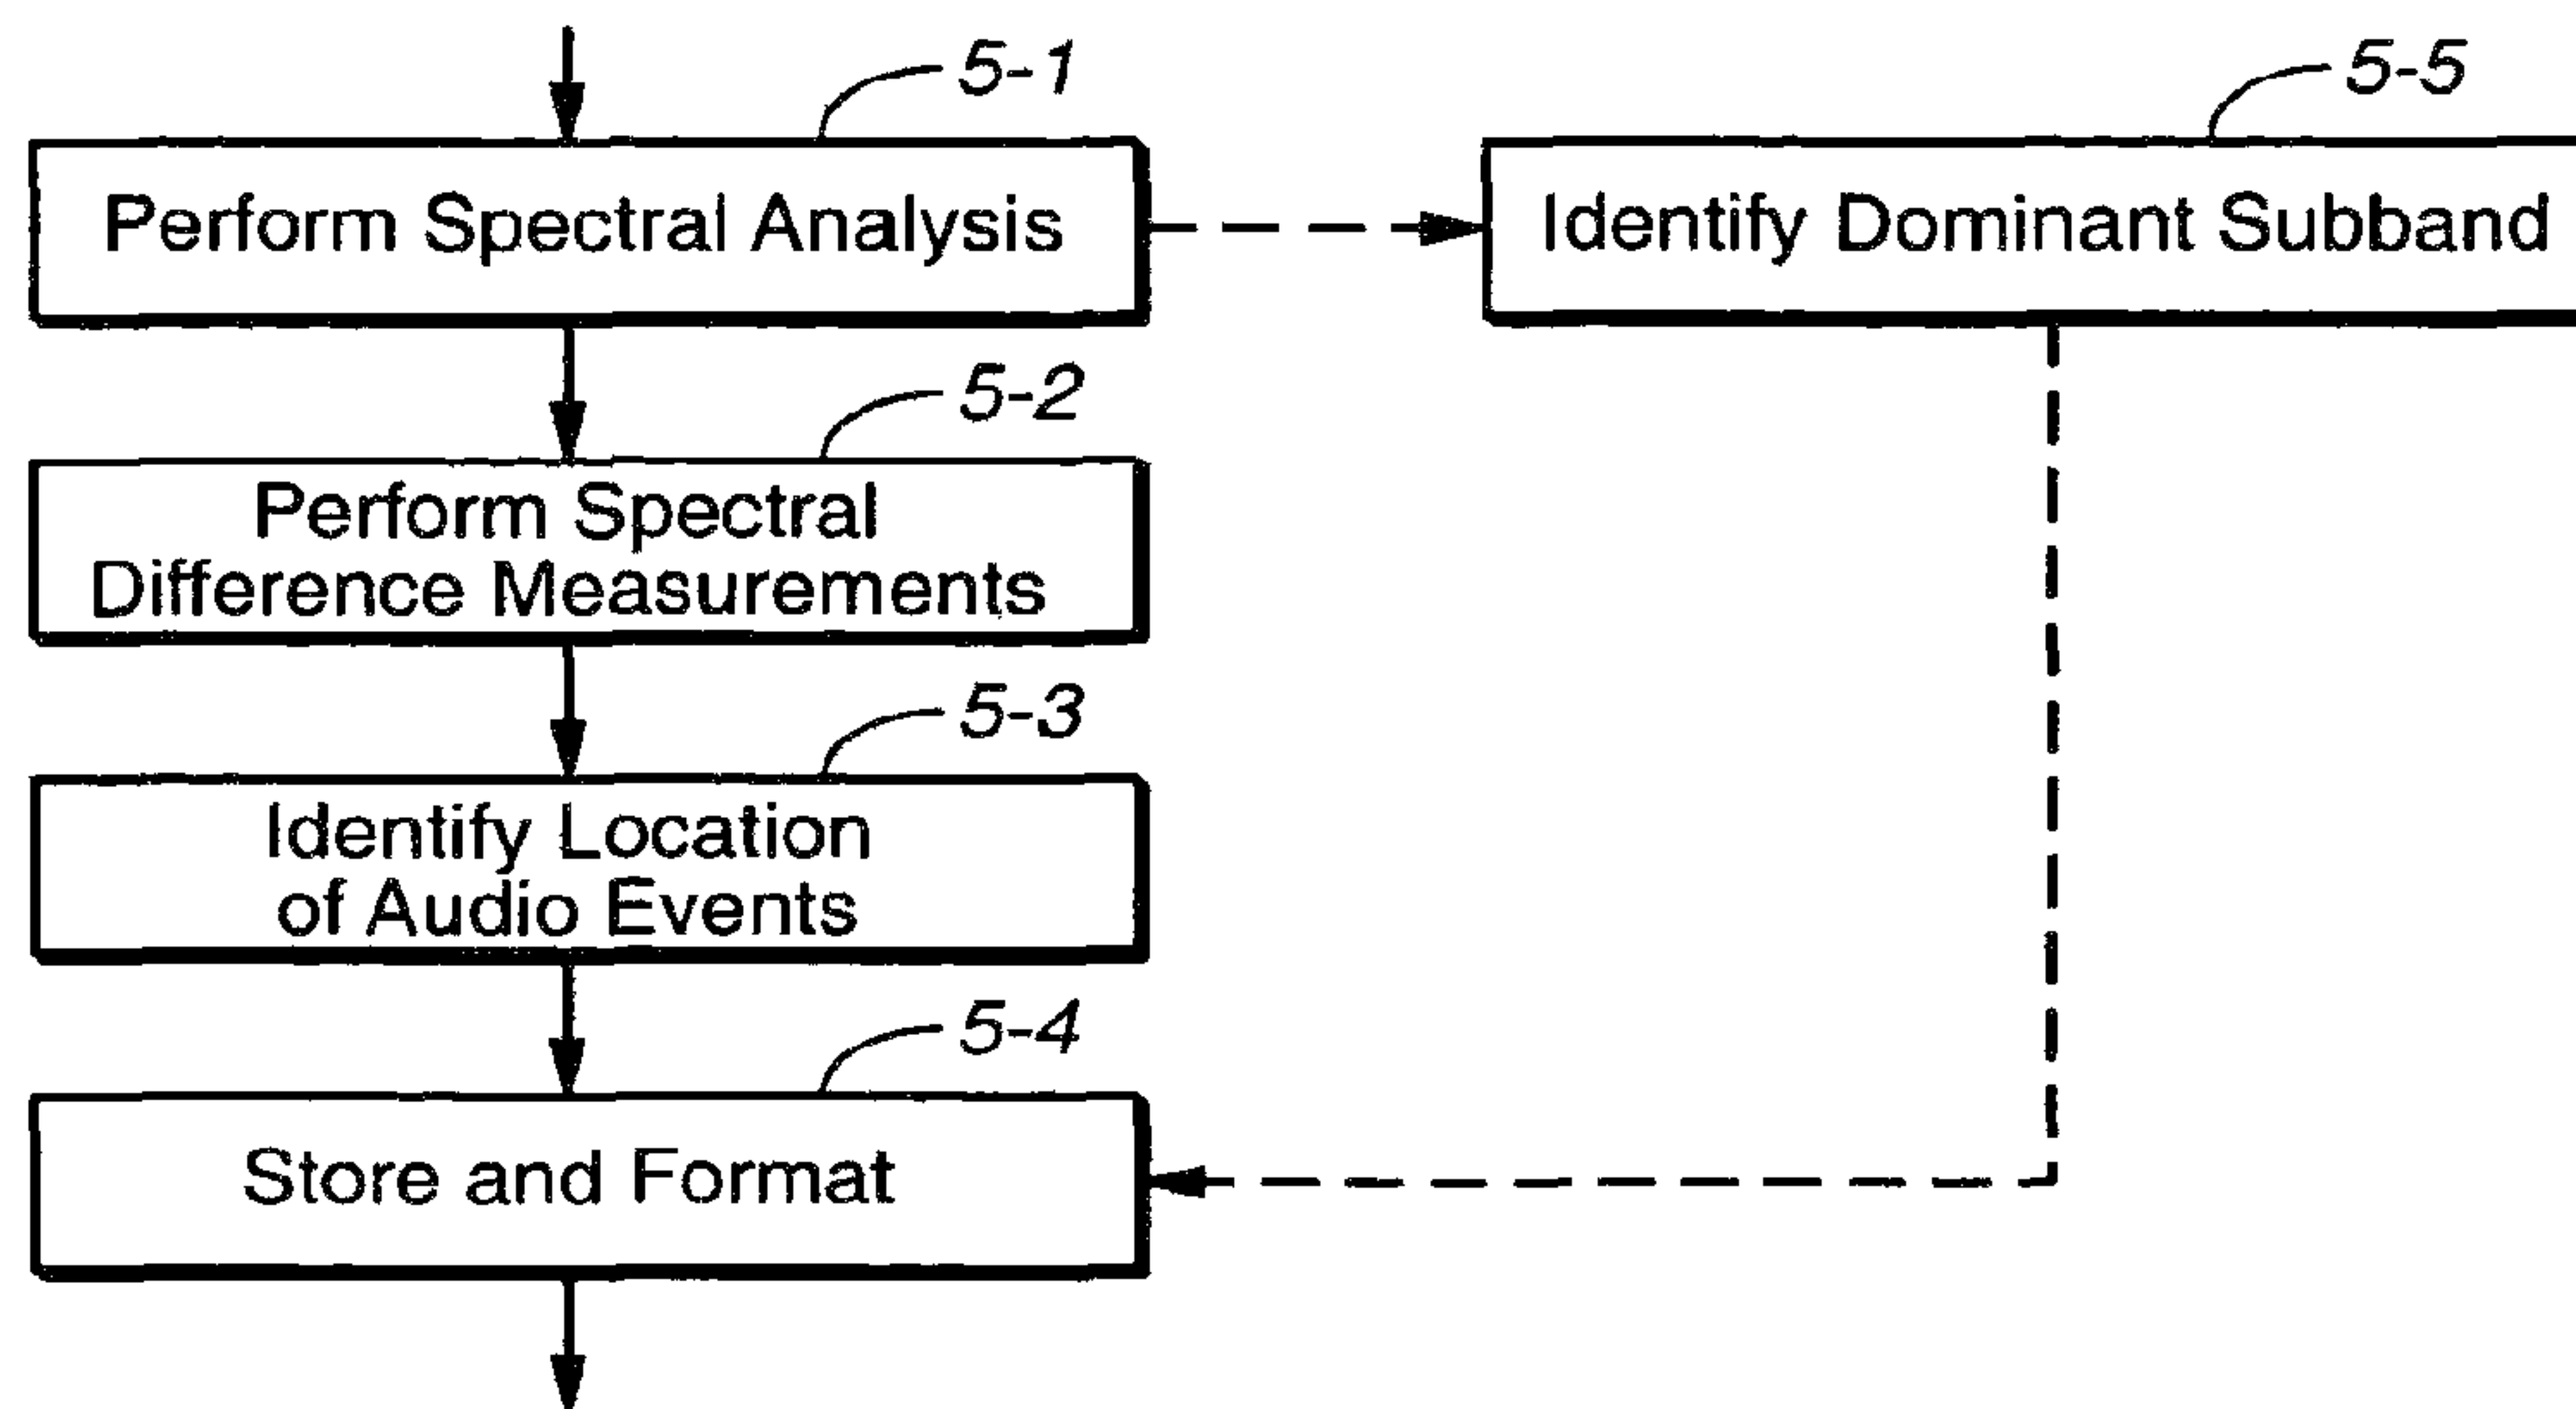 5-1
Perform Spectral Analysis
5-5
Identify Dominant Subband
5-2
Perform Spectral
Difference Measurements
5-3
Identify Location
of Audio Events
5-4
Store and Format